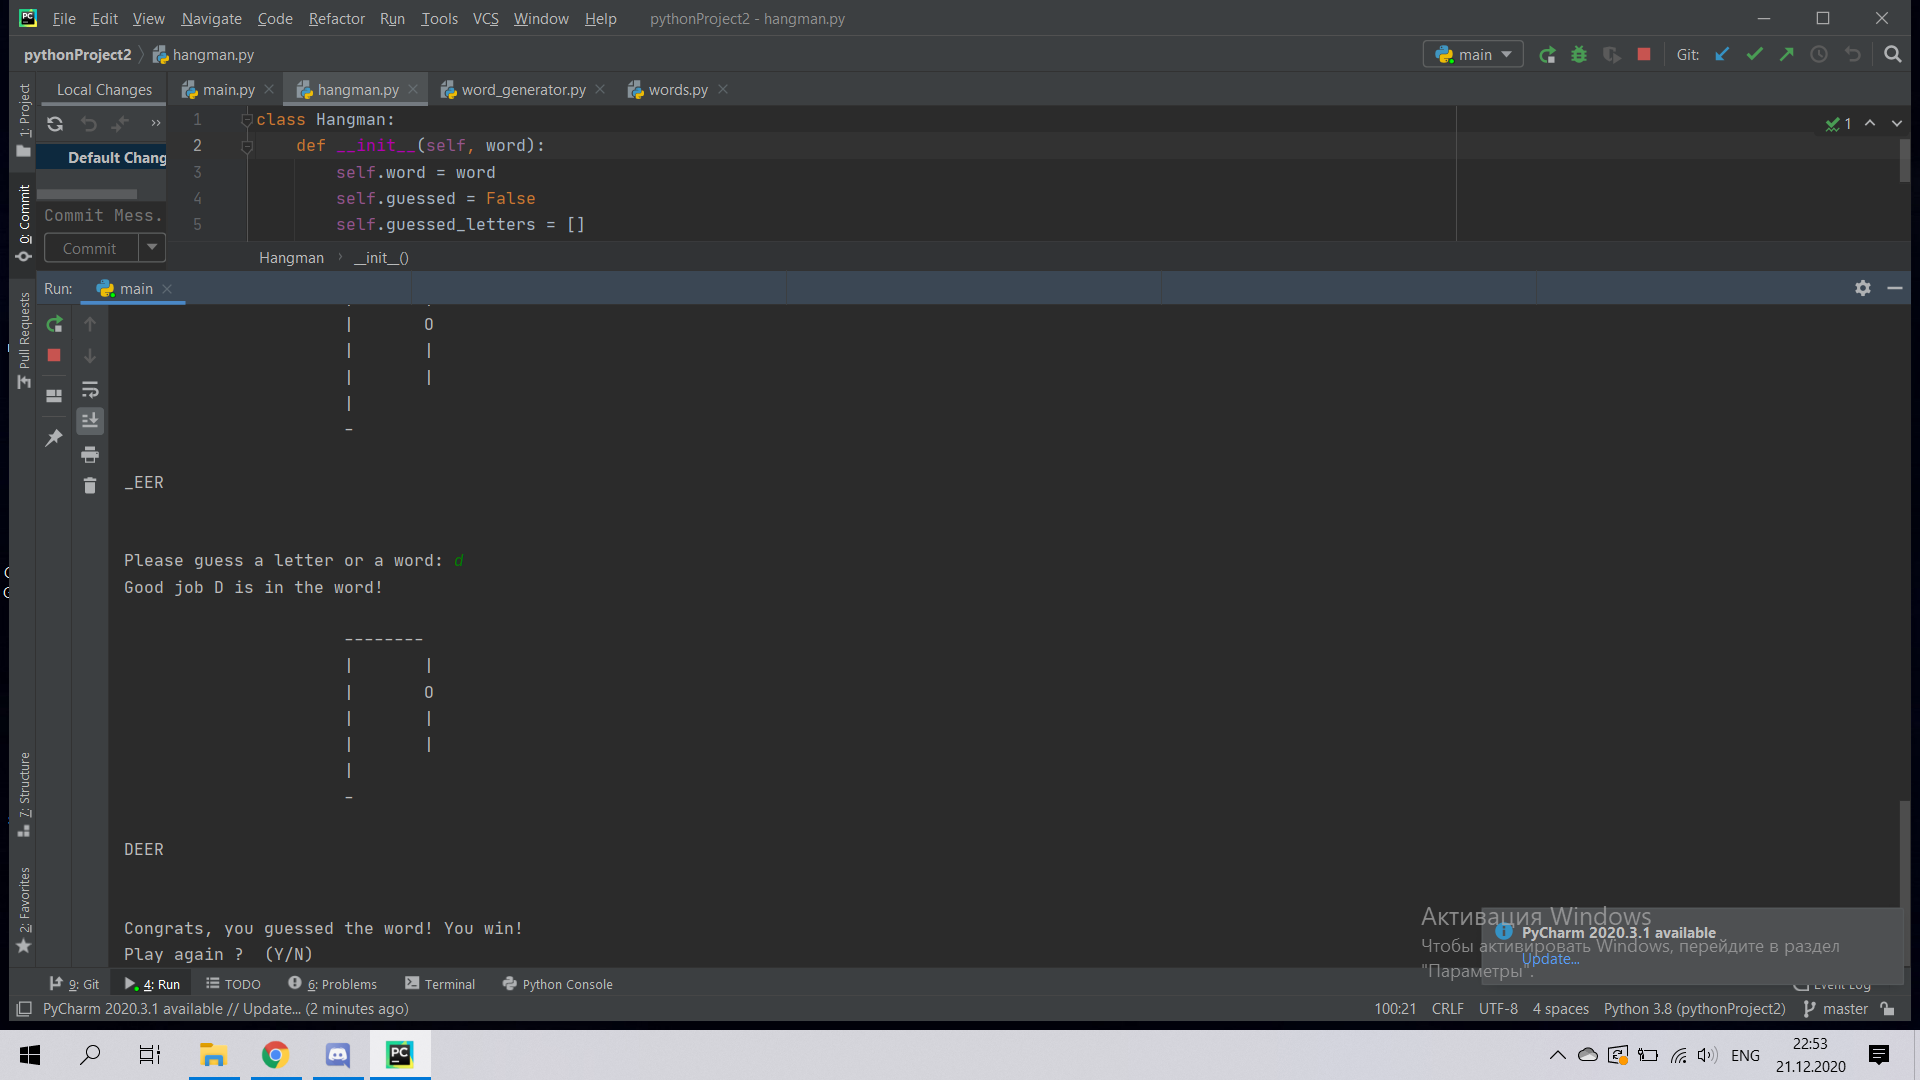 File Edit View Navigate Code Refactor Run Tools VCS Window Help pythonProject2 - hangman.py
pythonProject2 hangman.py main Git:
Local Changes main.py hangman.py word_generator.py words.py
1: Project
0: Commit
Pull Requests
7: Structure
2: Favorites
Default Chang
Commit Mess.
Commit
1 class Hangman:
2 def __init__(self, word):
3 self.word = word
4 self.guessed = False
5 self.guessed_letters = []
1
Hangman __init__()
Run: main
|       O
|       |
|       |
|
_
_EER
Please guess a letter or a word: d
Good job D is in the word!
--------
|       |
|       O
|       |
|       |
|
_
DEER
Congrats, you guessed the word! You win!
Play again ? (Y/N)
Активация Windows
Чтобы активировать Windows, перейдите в раздел
"Параметры".
PyCharm 2020.3.1 available
Update...
9: Git 4: Run TODO 6: Problems Terminal Python Console Event Log
PyCharm 2020.3.1 available // Update... (2 minutes ago) 100:21 CRLF UTF-8 4 spaces Python 3.8 (pythonProject2) master
ENG 22:53
21.12.2020